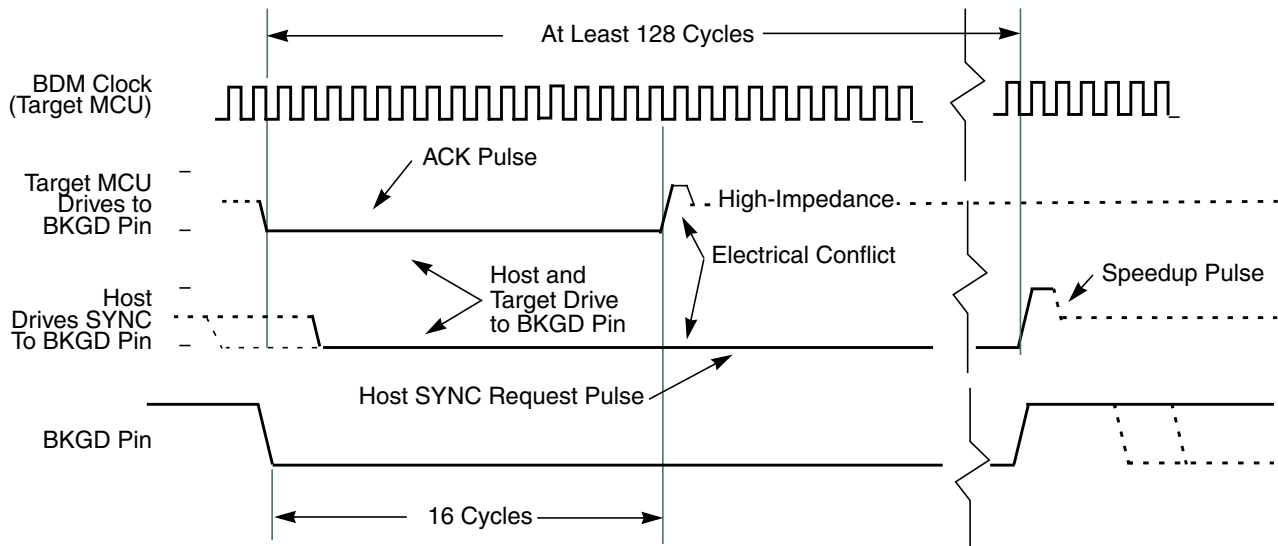 At Least 128 Cycles
BDM Clock
(Target MCU)
ACK Pulse
Target MCU
Drives to
BKGD Pin
High-Impedance
Electrical Conflict
Host and
Target Drive
to BKGD Pin
Speedup Pulse
Host
Drives SYNC
To BKGD Pin
Host SYNC Request Pulse
BKGD Pin
16 Cycles